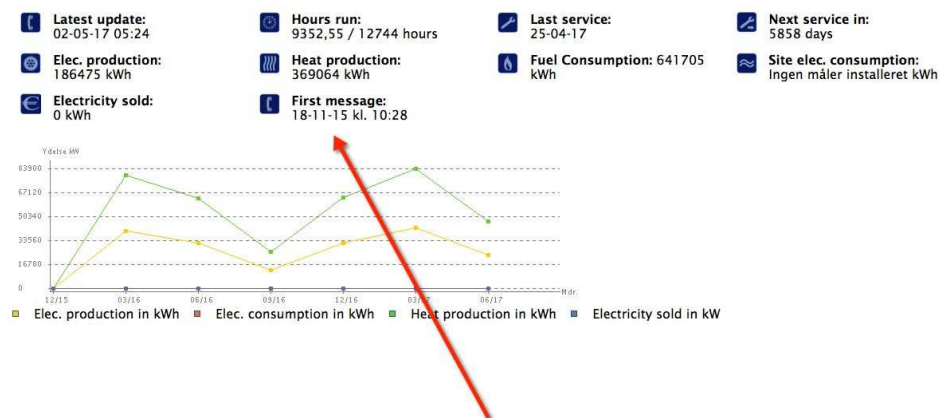 Latest update:
02-05-17 05:24
Hours run:
9352,55 / 12744 hours
Last service:
25-04-17
Next service in:
5858 days
Elec. production:
186475 kWh
Heat production:
369064 kWh
Fuel Consumption: 641705
kWh
Site elec. consumption:
Ingen måler installeret kWh
Electricity sold:
0 kWh
First message:
18-11-15 kl. 10:28
Ydelse kW
83900
67120
50340
33560
16780
0
12/15 03/16 06/16 09/16 12/16 03/17 06/17
Mdr.
Elec. production in kWh Elec. consumption in kWh Heat production in kWh Electricity sold in kW